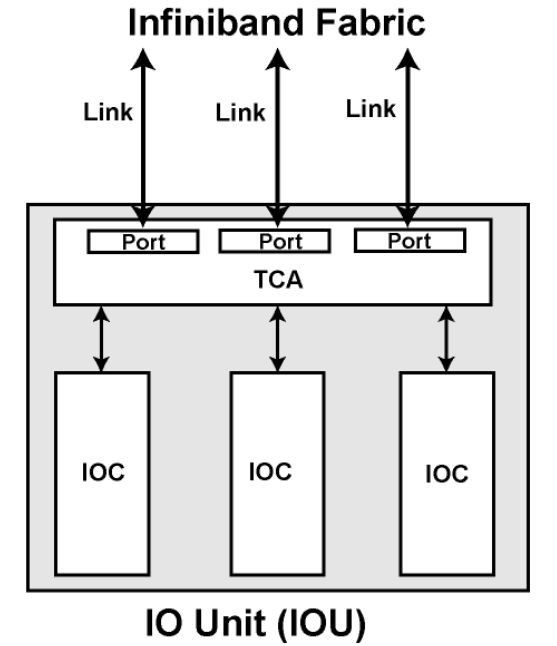 Infiniband Fabric
Link
Link
Link
Port
Port
Port
TCA
IOC
IOC
IOC
IO Unit (IOU)